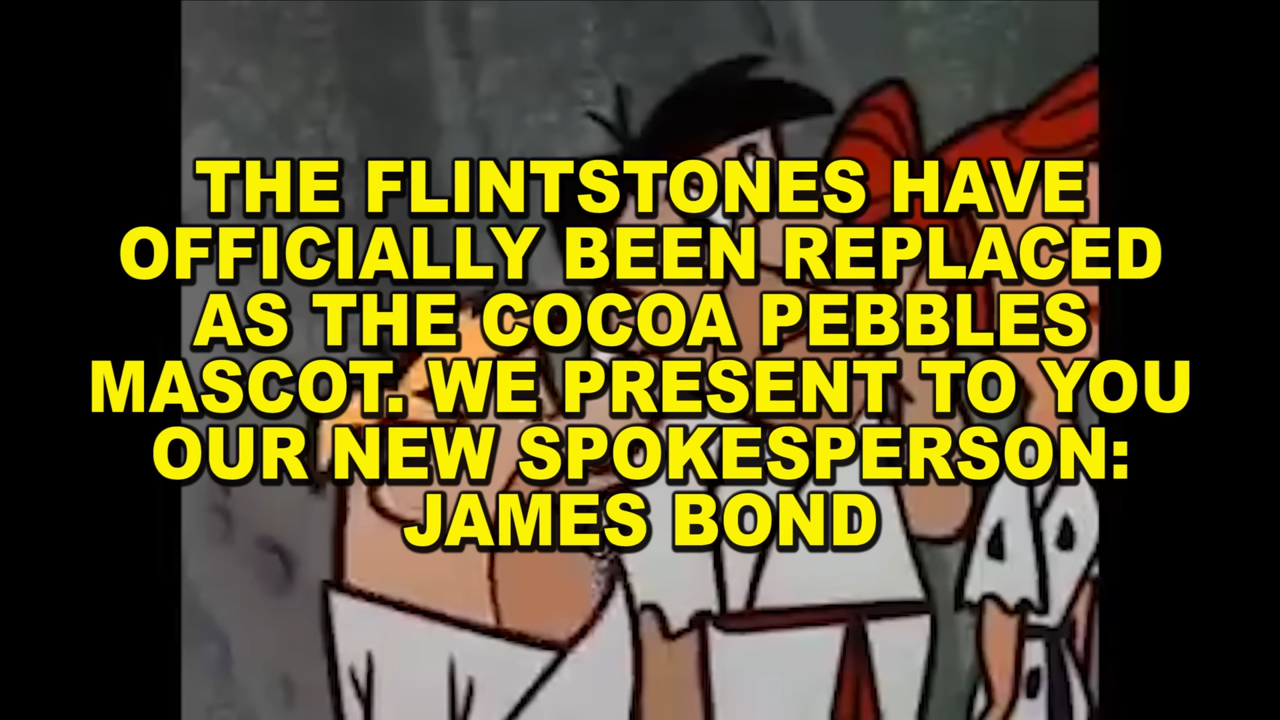 THE FLINTSTONES HAVE
OFFICIALLY BEEN REPLACED
AS THE COCOA PEBBLES
MASCOT. WE PRESENT TO YOU
OUR NEW SPOKESPERSON:
JAMES BOND